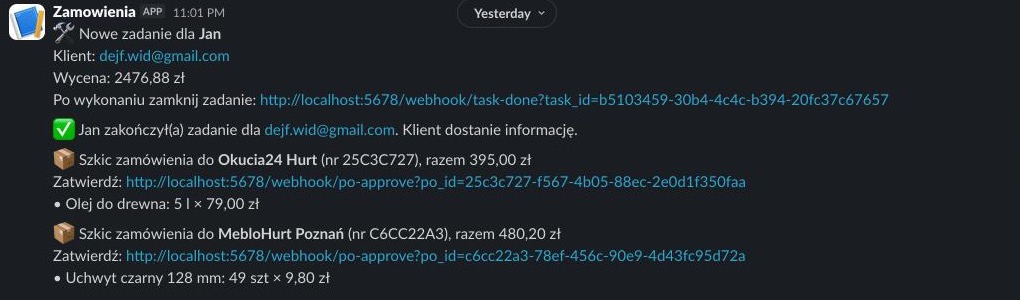 Zamowienia APP 11:01 PM
Yesterday
Nowe zadanie dla Jan
Klient: dejf.wid@gmail.com
Wycena: 2476,88 zł
Po wykonaniu zamknij zadanie: http://localhost:5678/webhook/task-done?task_id=b5103459-30b4-4c4c-b394-20fc37c67657
Jan zakończył(a) zadanie dla dejf.wid@gmail.com. Klient dostanie informację.
Szkic zamówienia do Okucia24 Hurt (nr 25C3C727), razem 395,00 zł
Zatwierdź: http://localhost:5678/webhook/po-approve?po_id=25c3c727-f567-4b05-88ec-2e0d1f350faa
• Olej do drewna: 5 l × 79,00 zł
Szkic zamówienia do MebloHurt Poznań (nr C6CC22A3), razem 480,20 zł
Zatwierdź: http://localhost:5678/webhook/po-approve?po_id=c6cc22a3-78ef-456c-90e9-4d43fc95d72a
• Uchwyt czarny 128 mm: 49 szt × 9,80 zł